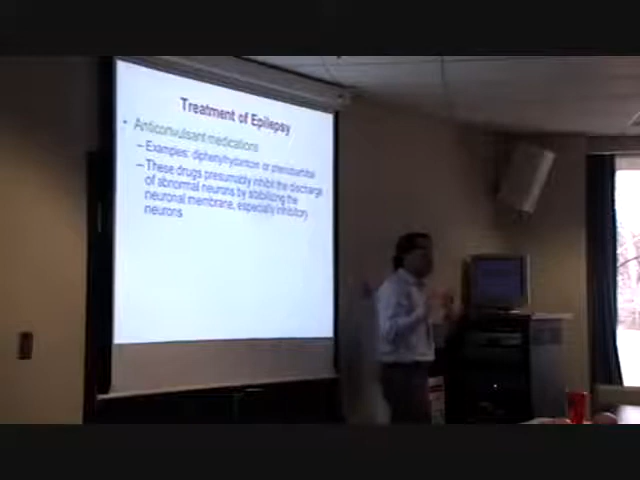 Treatment of Epilepsy
• Anticonvulsant medications
– Examples: diphenylhydantoin or phenobarbital
– These drugs presumably inhibit the discharge
of abnormal neurons by stabilizing the
neuronal membrane, especially inhibitory
neurons